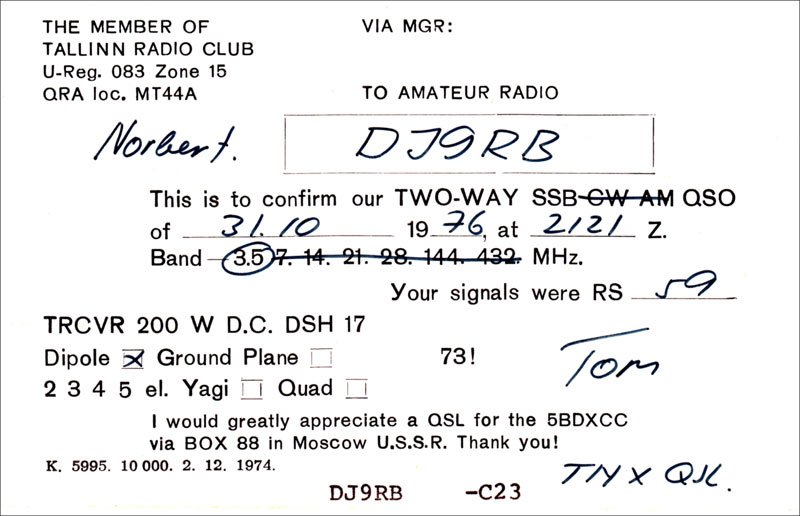 THE MEMBER OF
TALLINN RADIO CLUB
U-Reg. 083 Zone 15
QRA loc. MT44A
VIA MGR:
TO AMATEUR RADIO
Norbert. DJ9RB
This is to confirm our TWO-WAY SSB CW AM QSO
of 31.10 1976, at 2121 Z.
Band 3.5 7. 14. 21. 28. 144. 432. MHz.
Your signals were RS 59
TRCVR 200 W D.C. DSH 17
Dipole ☒ Ground Plane ☐ 73! Tom
2 3 4 5 el. Yagi ☐ Quad ☐
I would greatly appreciate a QSL for the 5BDXCC
via BOX 88 in Moscow U.S.S.R. Thank you!
K. 5995. 10 000. 2. 12. 1974.
TNX QSL.
DJ9RB -C23